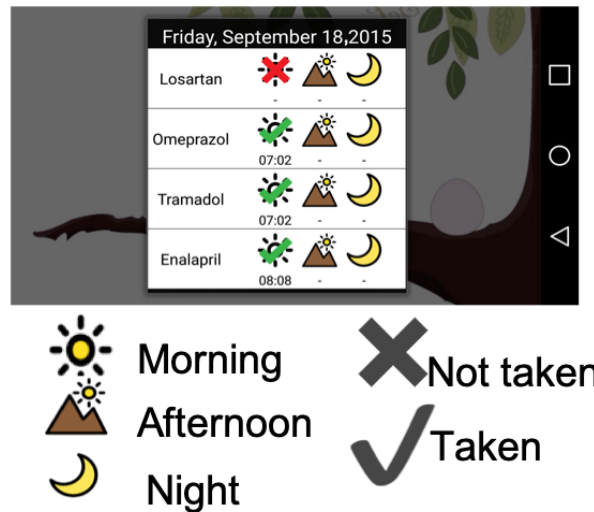 Friday, September 18,2015
Losartan
- - -
Omeprazol
07:02 - -
Tramadol
07:02 - -
Enalapril
08:08 - -
Morning
Not taken
Afternoon
Taken
Night